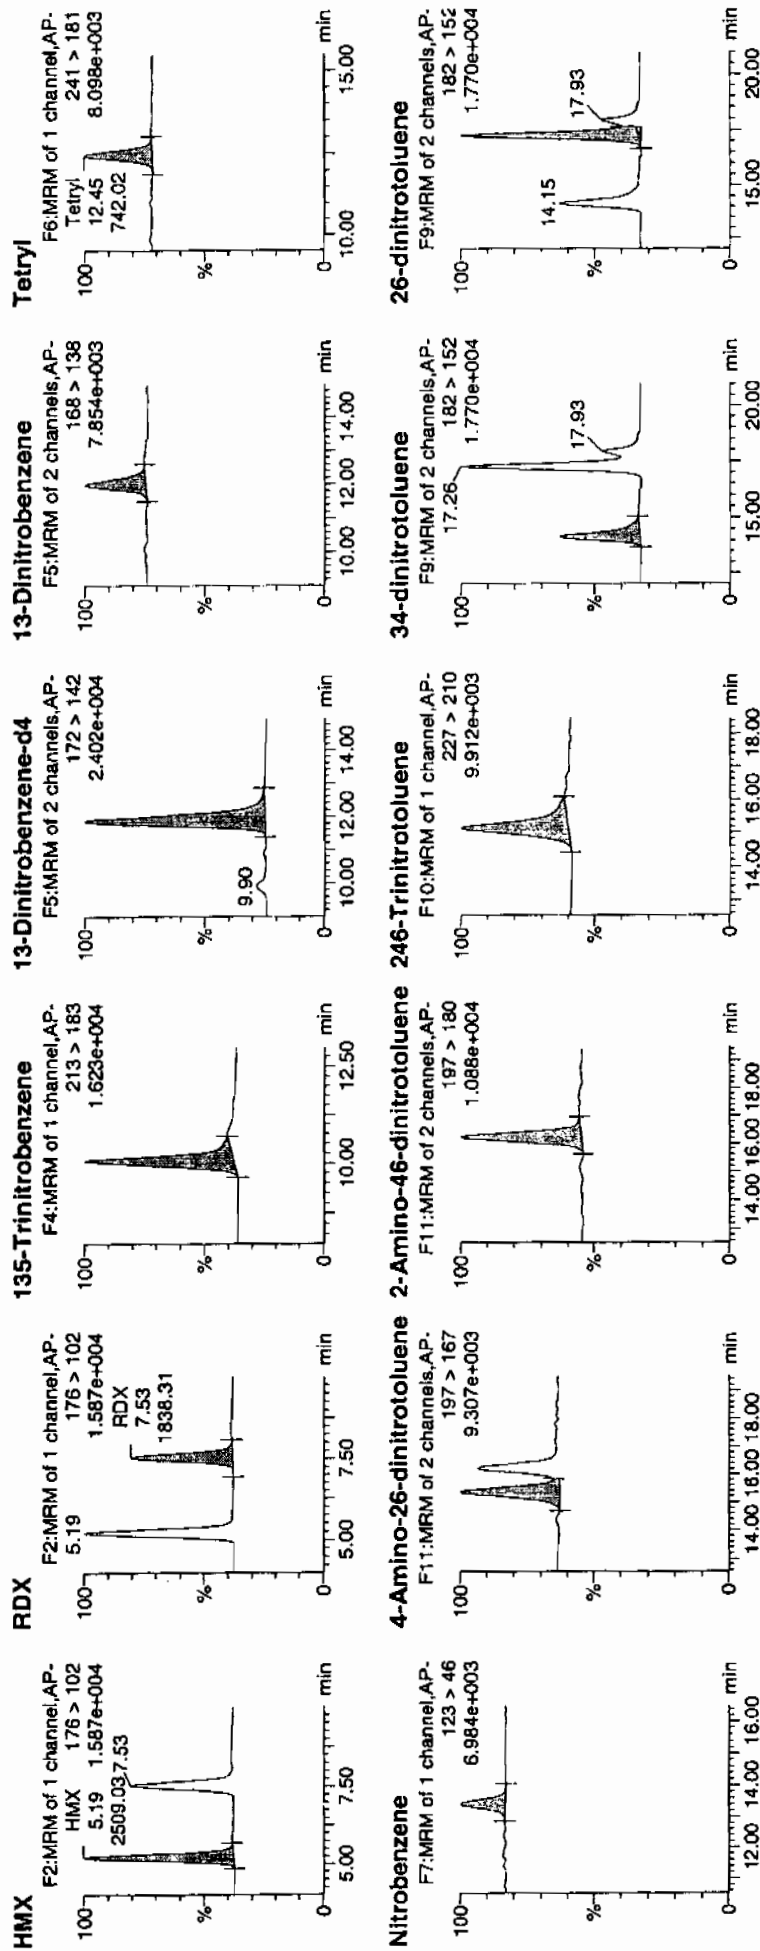 HMX
F2:MRM of 1 channel,AP-
176 > 102
1.587e+004
HMX
5.19
2509.03
7.53
100
%
0
5.00 7.50 min
RDX
F2:MRM of 1 channel,AP-
176 > 102
1.587e+004
5.19
RDX
7.53
1838.31
100
%
0
5.00 7.50 min
135-Trinitrobenzene
F4:MRM of 1 channel,AP-
213 > 183
1.623e+004
100
%
0
10.00 12.50 min
13-Dinitrobenzene-d4
F5:MRM of 2 channels,AP-
172 > 142
2.402e+004
9.90
100
%
0
10.00 12.00 14.00 min
13-Dinitrobenzene
F5:MRM of 2 channels,AP-
168 > 138
7.854e+003
100
%
0
10.00 12.00 14.00 min
Tetryl
F6:MRM of 1 channel,AP-
241 > 181
8.098e+003
Tetryl
12.45
742.02
100
%
0
10.00 15.00 min
Nitrobenzene
F7:MRM of 1 channel,AP-
123 > 46
6.984e+003
100
%
0
12.00 14.00 16.00 min
4-Amino-26-dinitrotoluene
F11:MRM of 2 channels,AP-
197 > 167
9.307e+003
100
%
0
14.00 16.00 18.00 min
2-Amino-46-dinitrotoluene
F11:MRM of 2 channels,AP-
197 > 180
1.088e+004
100
%
0
14.00 16.00 18.00 min
246-Trinitrotoluene
F10:MRM of 1 channel,AP-
227 > 210
9.912e+003
100
%
0
14.00 16.00 18.00 min
34-dinitrotoluene
F9:MRM of 2 channels,AP-
182 > 152
1.770e+004
17.26
17.93
100
%
0
15.00 20.00 min
26-dinitrotoluene
F9:MRM of 2 channels,AP-
182 > 152
1.770e+004
14.15
17.93
100
%
0
15.00 20.00 min